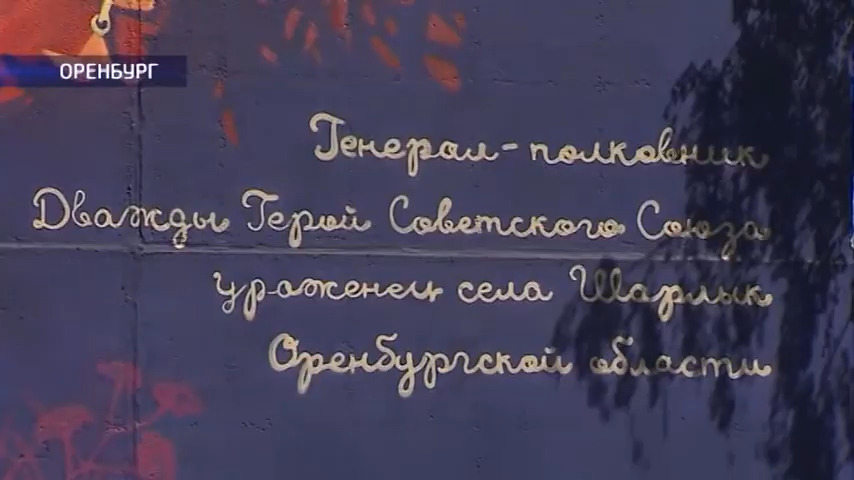 ОРЕНБУРГ
Генерал-полковник
Дважды Герой Советского Союза
уроженец села Шарлык
Оренбургской области